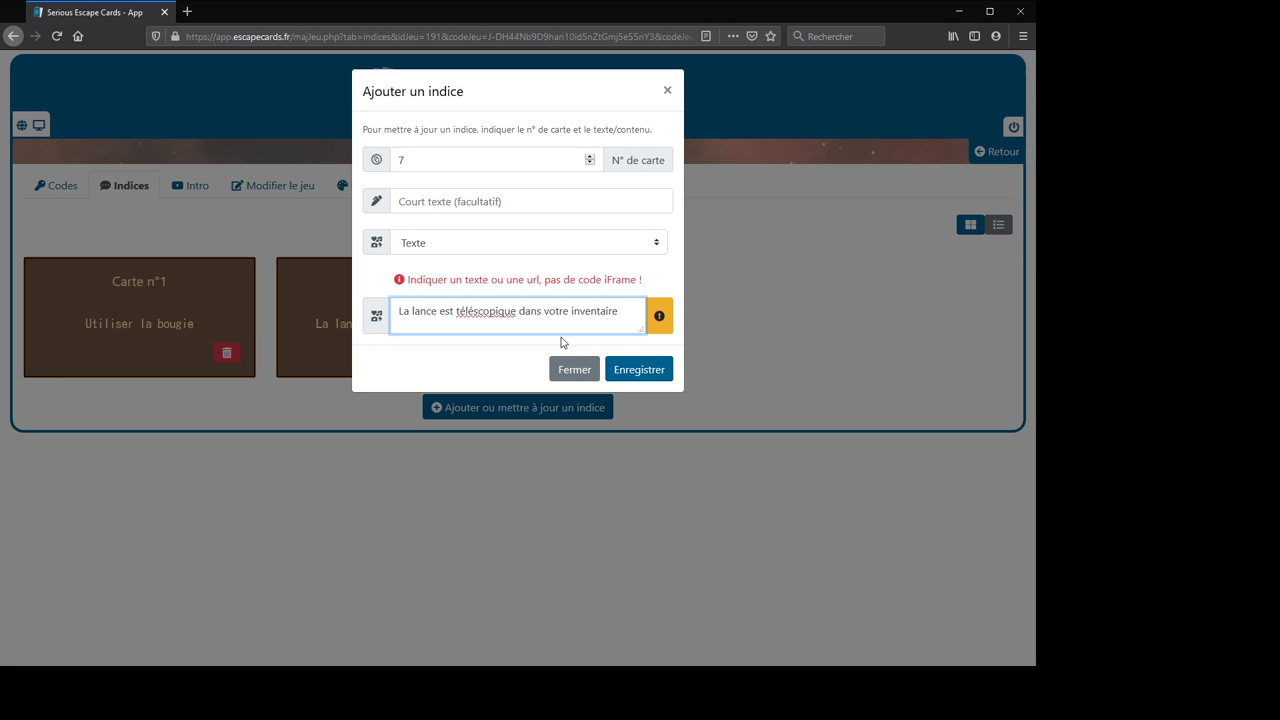 Serious Escape Cards - App
https://app.escapecards.fr/majJeu.php?tab=indices&idJeu=191&codeJeu=J-DH44Nb9D9han10id5nZtGmj5e55nY3&codeJe
Rechercher
Ajouter un indice
Pour mettre à jour un indice, indiquer le n° de carte et le texte/contenu.
7
N° de carte
Retour
Codes
Indices
Intro
Modifier le jeu
Court texte (facultatif)
Texte
Indiquer un texte ou une url, pas de code iFrame !
Carte n°1
La lance est téléscopique dans votre inventaire
Utiliser la bougie
La lan
Fermer
Enregistrer
Ajouter ou mettre à jour un indice